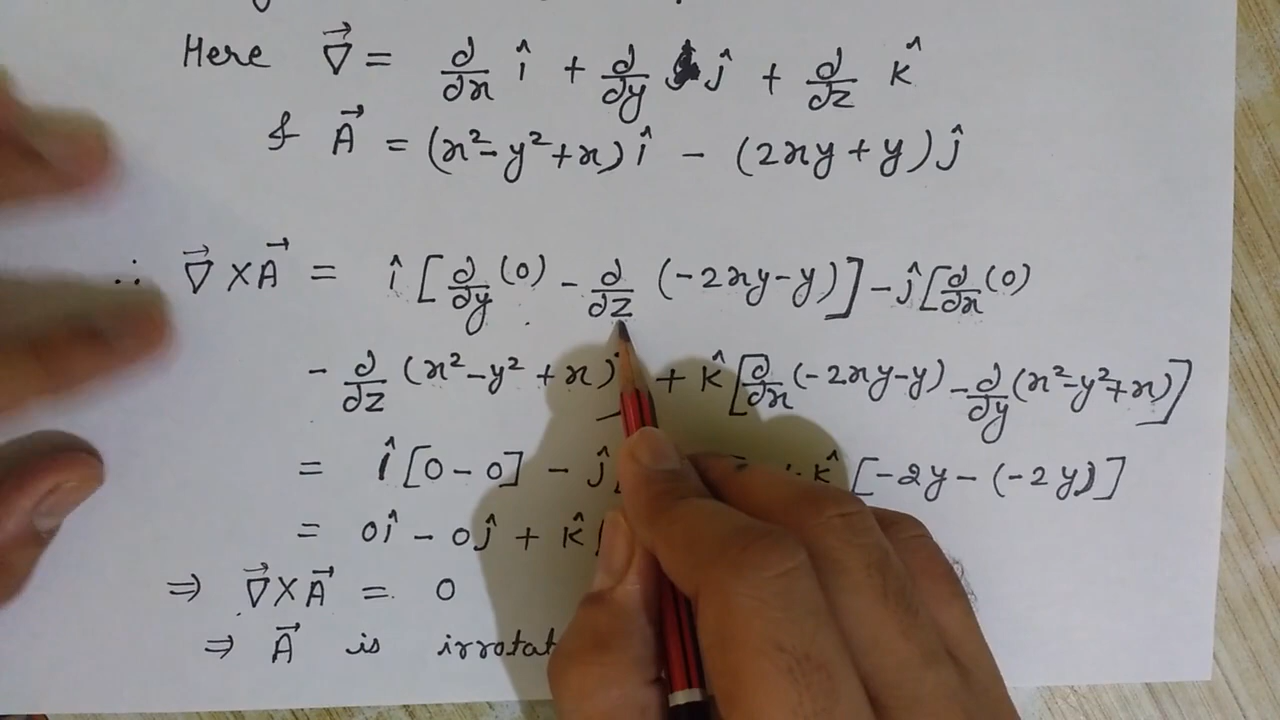 Here ∇⃗ = ∂/∂x î + ∂/∂y ĵ + ∂/∂z k̂
& A⃗ = (x²-y²+x) î - (2xy+y) ĵ
∴ ∇⃗ × A⃗ = î [∂/∂y (0) - ∂/∂z (-2xy-y)] - ĵ [∂/∂x (0)
- ∂/∂z (x²-y²+x) + k̂ [∂/∂x (-2xy-y) - ∂/∂y (x²-y²+x)]
= î [0-0] - ĵ [ k̂ [-2y-(-2y)]
= 0î - 0ĵ + k̂
⇒ ∇⃗ × A⃗ = 0
⇒ A⃗ is